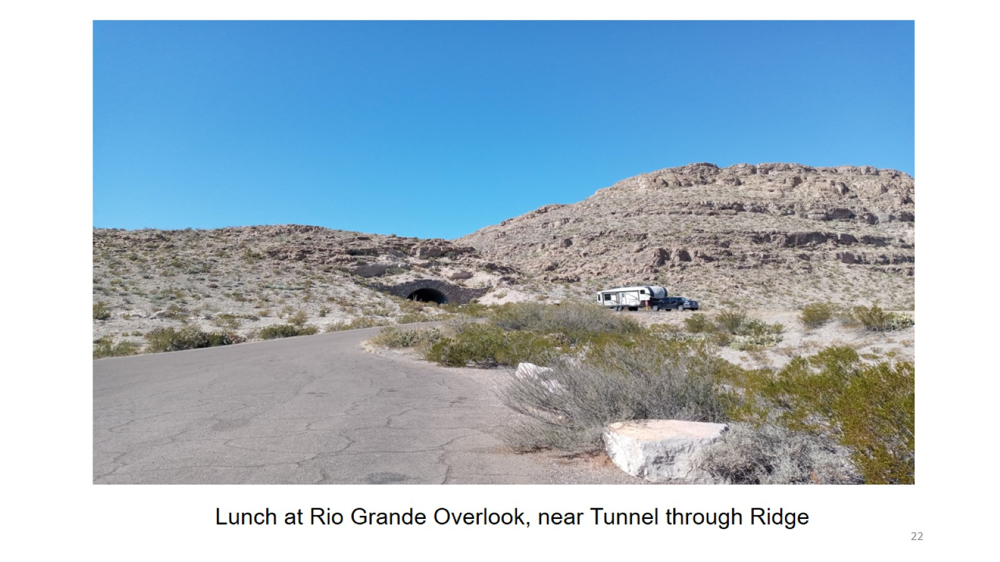 Lunch at Rio Grande Overlook, near Tunnel through Ridge
22